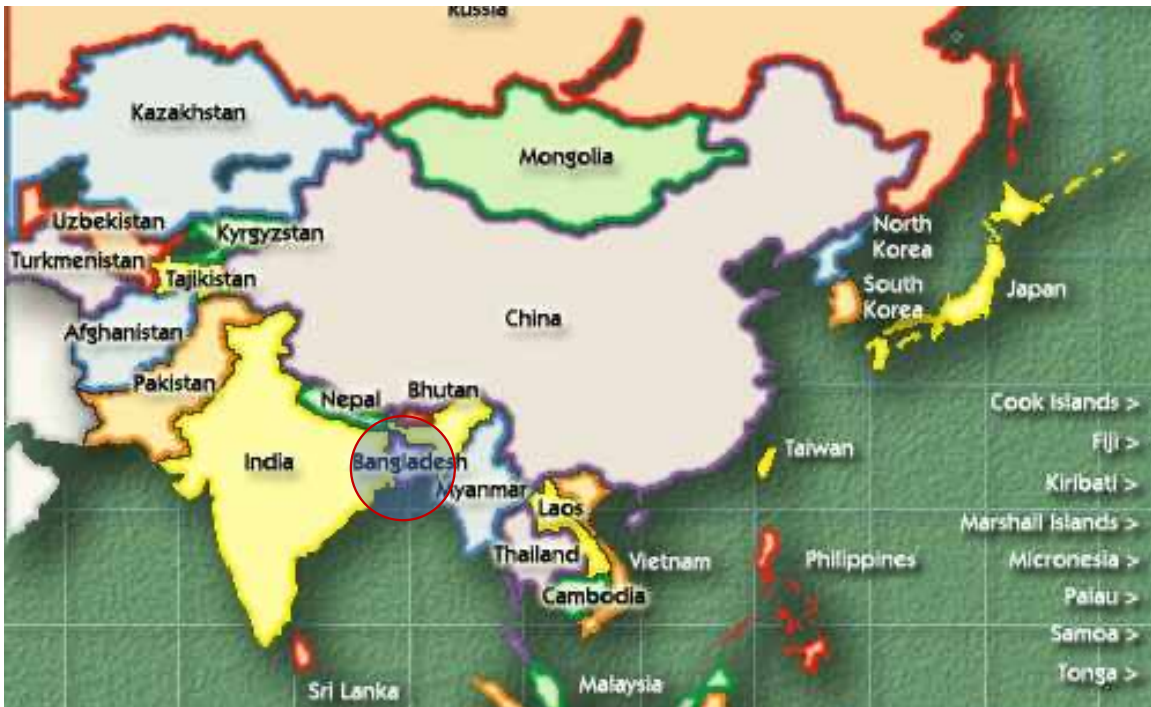 Russia
Kazakhstan
Mongolia
Uzbekistan
Kyrgyzstan
North
Korea
Turkmenistan
Tajikistan
South
Korea
Japan
China
Afghanistan
Pakistan
Nepal
Bhutan
Cook Islands >
Fiji >
Taiwan
India
Bangladesh
Kiribati >
Myanmar
Laos
Marshall Islands >
Thailand
Vietnam
Philippines
Micronesia >
Cambodia
Palau >
Samoa >
Tonga >
Malaysia
Sri Lanka